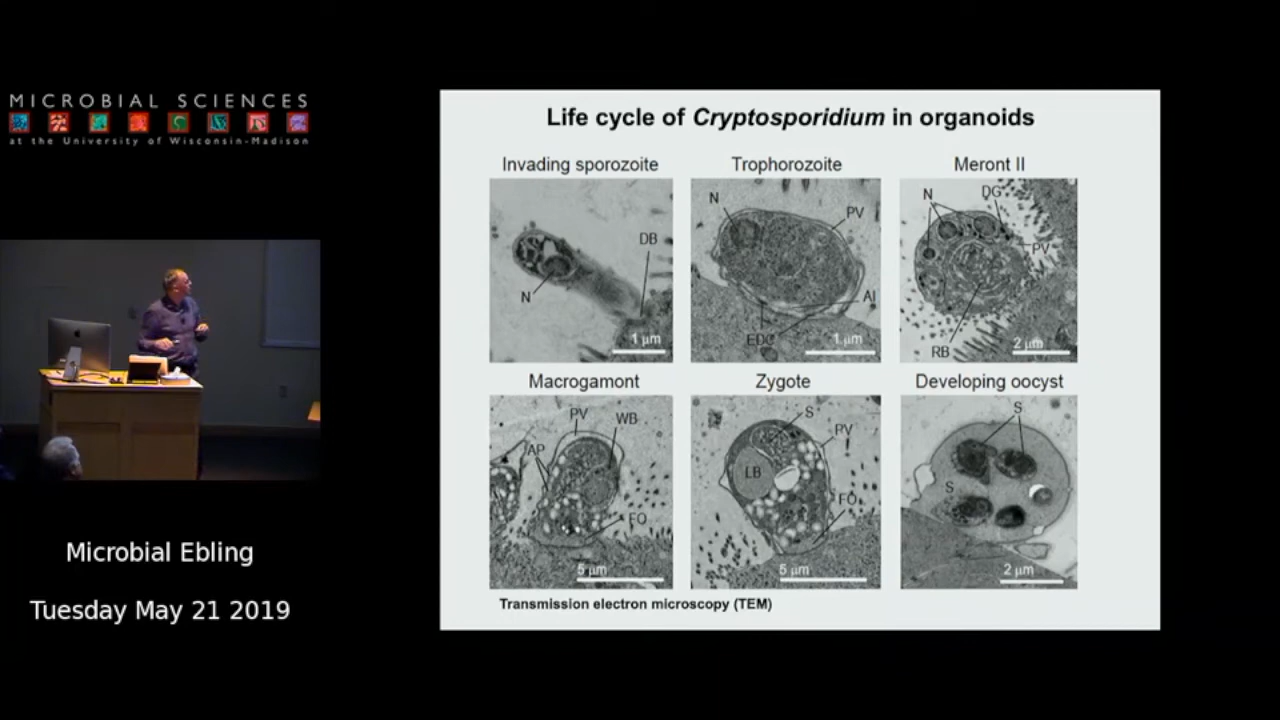 MICROBIAL SCIENCES
at the University of Wisconsin-Madison
Microbial Ebling
Tuesday May 21 2019
Life cycle of Cryptosporidium in organoids
Invading sporozoite
N
DB
1 μm
Trophorozoite
N
PV
AI
EDO
1 μm
Meront II
N
DG
PV
RB
2 μm
Macrogamont
PV
WB
AP
FO
5 μm
Zygote
S
PV
LB
FO
5 μm
Developing oocyst
S
S
2 μm
Transmission electron microscopy (TEM)